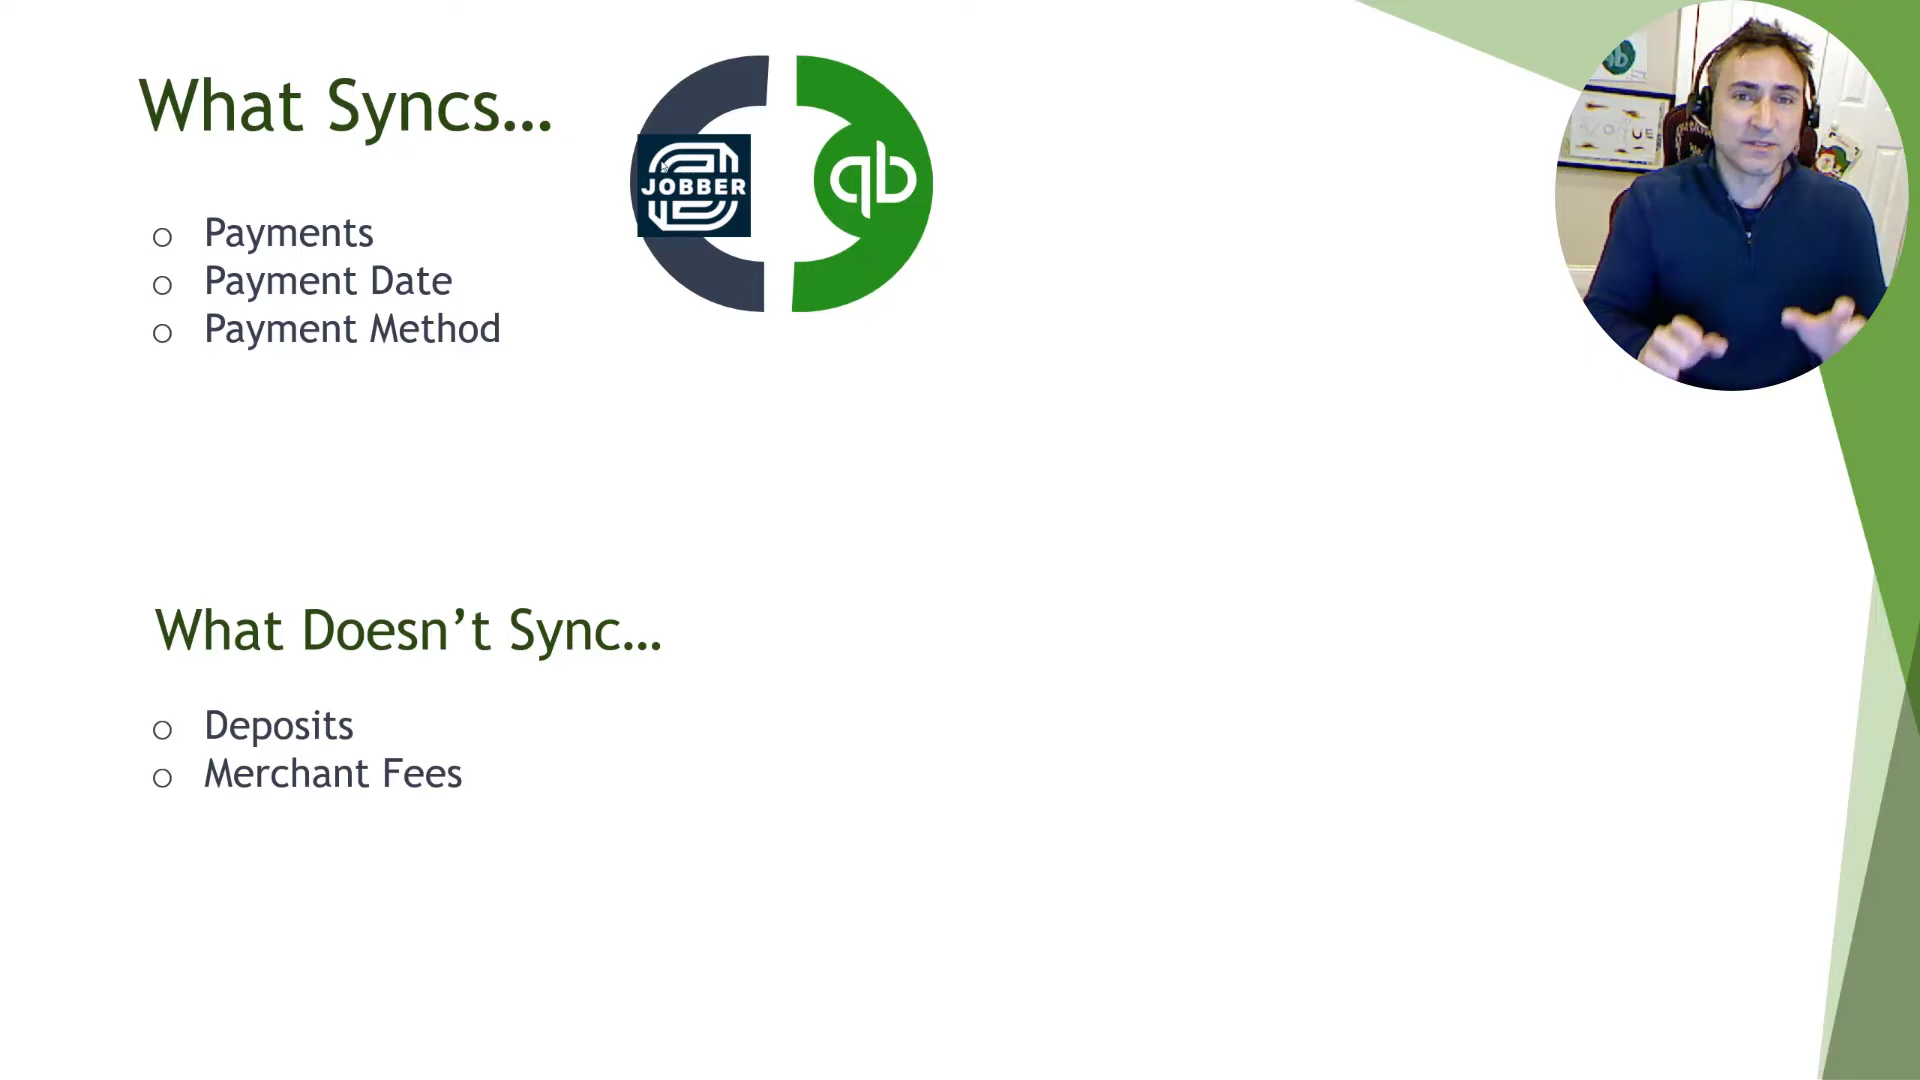 What Syncs...
JOBBER
qb
Payments
Payment Date
Payment Method
What Doesn’t Sync...
Deposits
Merchant Fees